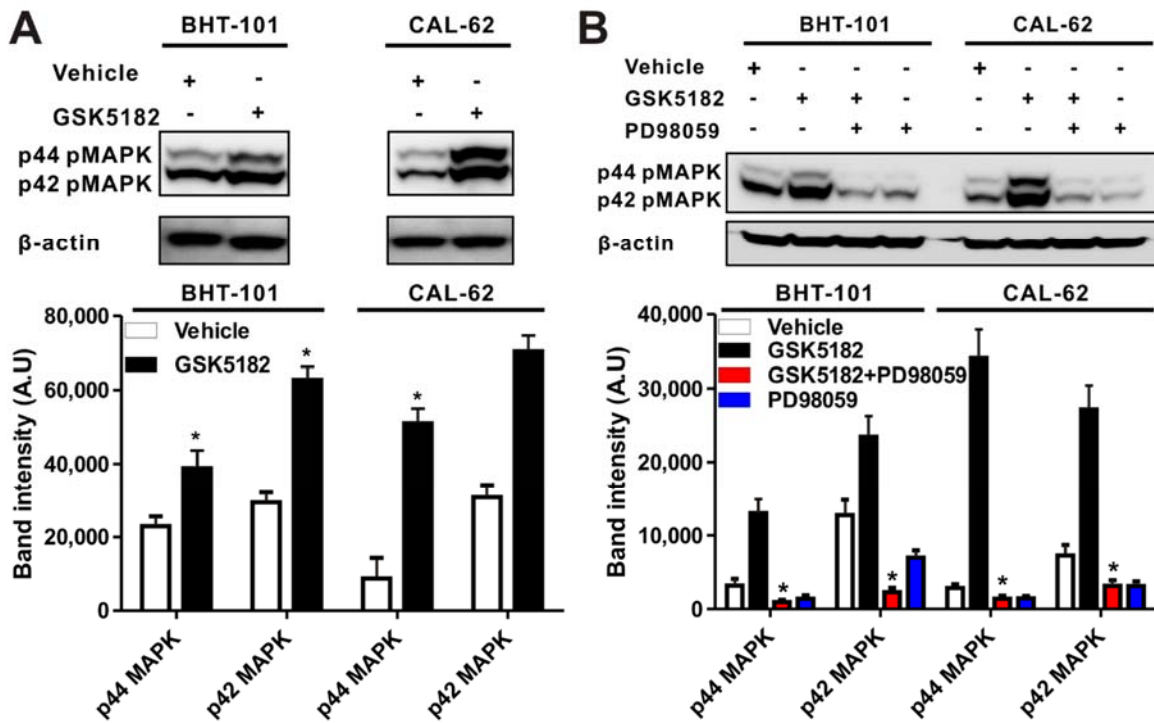 A
BHT-101 CAL-62
Vehicle + - + -
GSK5182 - + - +
p44 pMAPK
p42 pMAPK
β-actin
BHT-101 CAL-62
Vehicle
GSK5182
Band intensity (A.U)
80,000
60,000
40,000
20,000
0
* * *
p44 MAPK p42 MAPK p44 MAPK p42 MAPK
B
BHT-101 CAL-62
Vehicle + - - - + - - -
GSK5182 - + + - - + + -
PD98059 - - + + - - + +
p44 pMAPK
p42 pMAPK
β-actin
BHT-101 CAL-62
Vehicle
GSK5182
GSK5182+PD98059
PD98059
Band intensity (A.U)
40,000
30,000
20,000
10,000
0
* * * *
p44 MAPK p42 MAPK p44 MAPK p42 MAPK